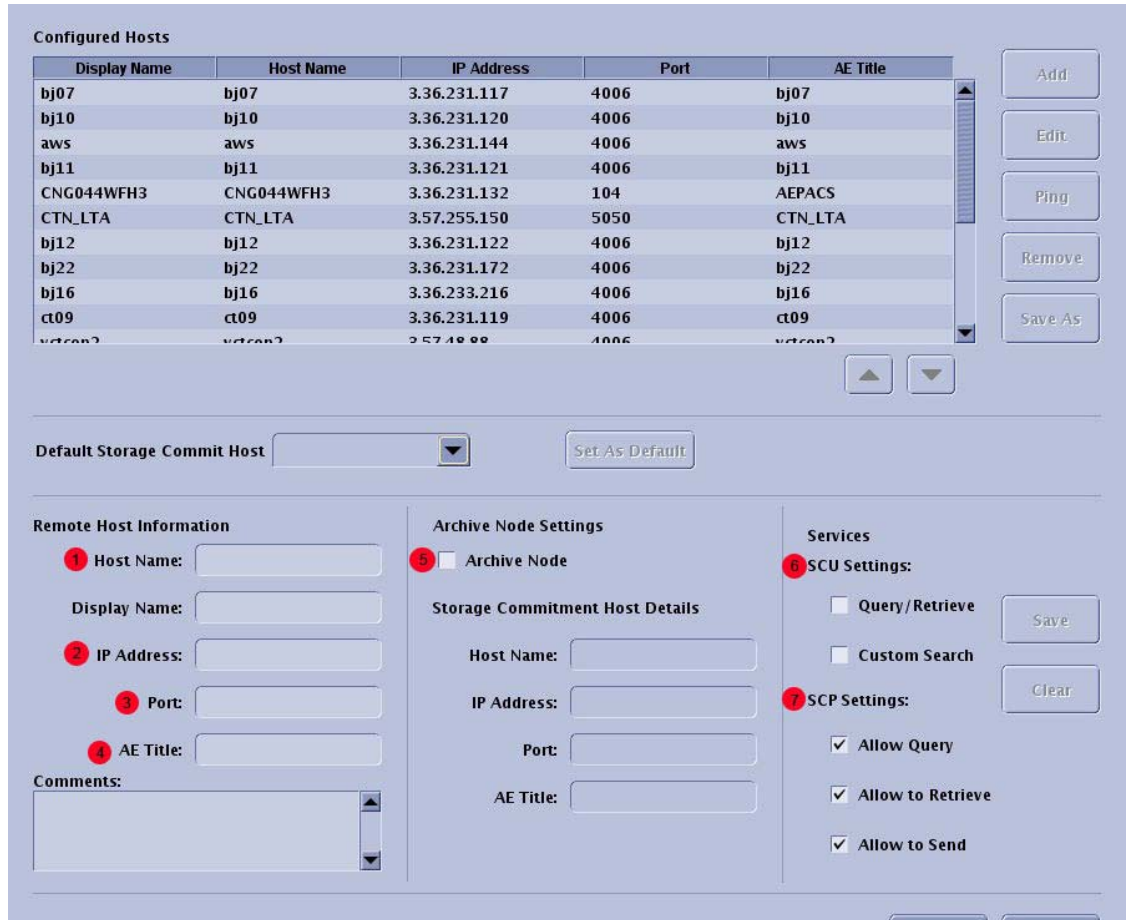 Configured Hosts
Display Name Host Name IP Address Port AE Title
bj07 bj07 3.36.231.117 4006 bj07
bj10 bj10 3.36.231.120 4006 bj10
aws aws 3.36.231.144 4006 aws
bj11 bj11 3.36.231.121 4006 bj11
CNG044WFH3 CNG044WFH3 3.36.231.132 104 AEPACS
CTN_LTA CTN_LTA 3.57.255.150 5050 CTN_LTA
bj12 bj12 3.36.231.122 4006 bj12
bj22 bj22 3.36.231.172 4006 bj22
bj16 bj16 3.36.233.216 4006 bj16
ct09 ct09 3.36.231.119 4006 ct09
3.57.48.88 4006
Add
Edit
Ping
Remove
Save As
Default Storage Commit Host
Set As Default
Remote Host Information
1 Host Name:
Display Name:
2 IP Address:
3 Port:
4 AE Title:
Comments:
Archive Node Settings
5 Archive Node
Storage Commitment Host Details
Host Name:
IP Address:
Port:
AE Title:
Services
6 SCU Settings:
Query/Retrieve
Custom Search
7 SCP Settings:
Allow Query
Allow to Retrieve
Allow to Send
Save
Clear